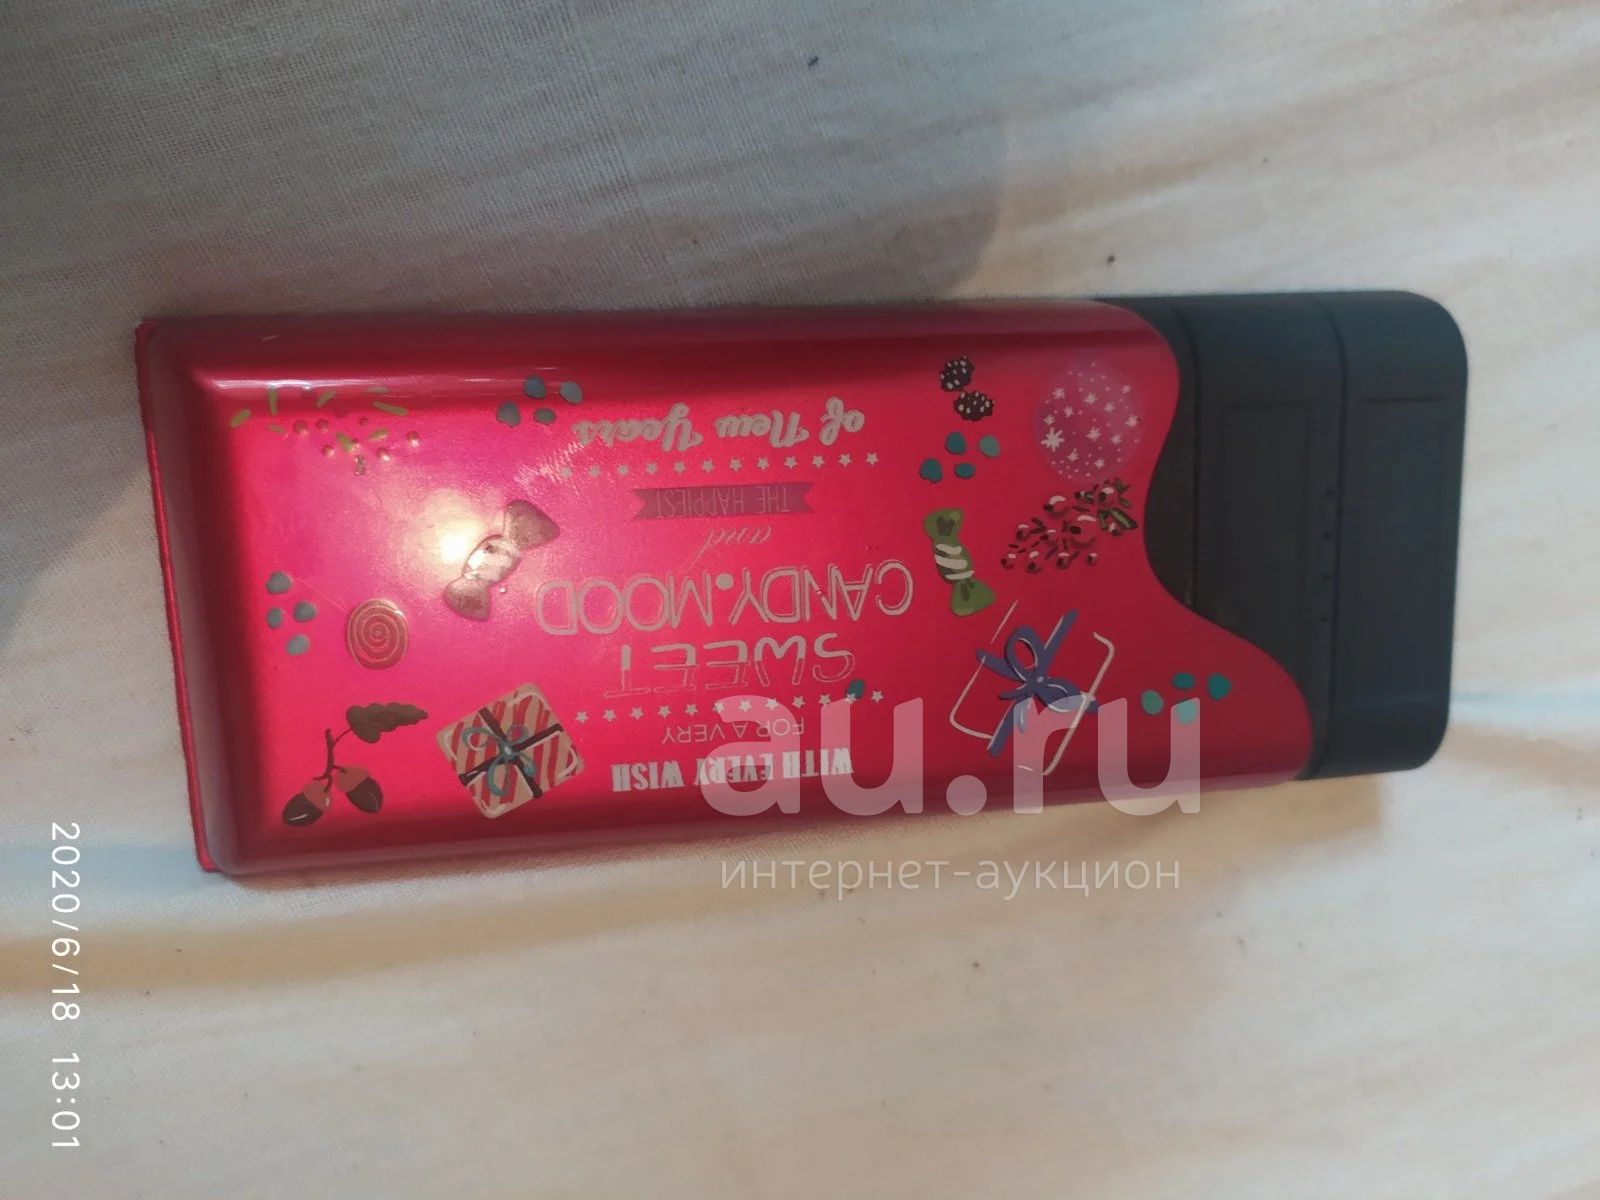 WITH EVERY WISH
FOR A VERY
SWEET
CANDY.MOOD
and
THE HAPPIEST
of New Years
au.ru
интернет-аукцион
2020/6/18 13:01